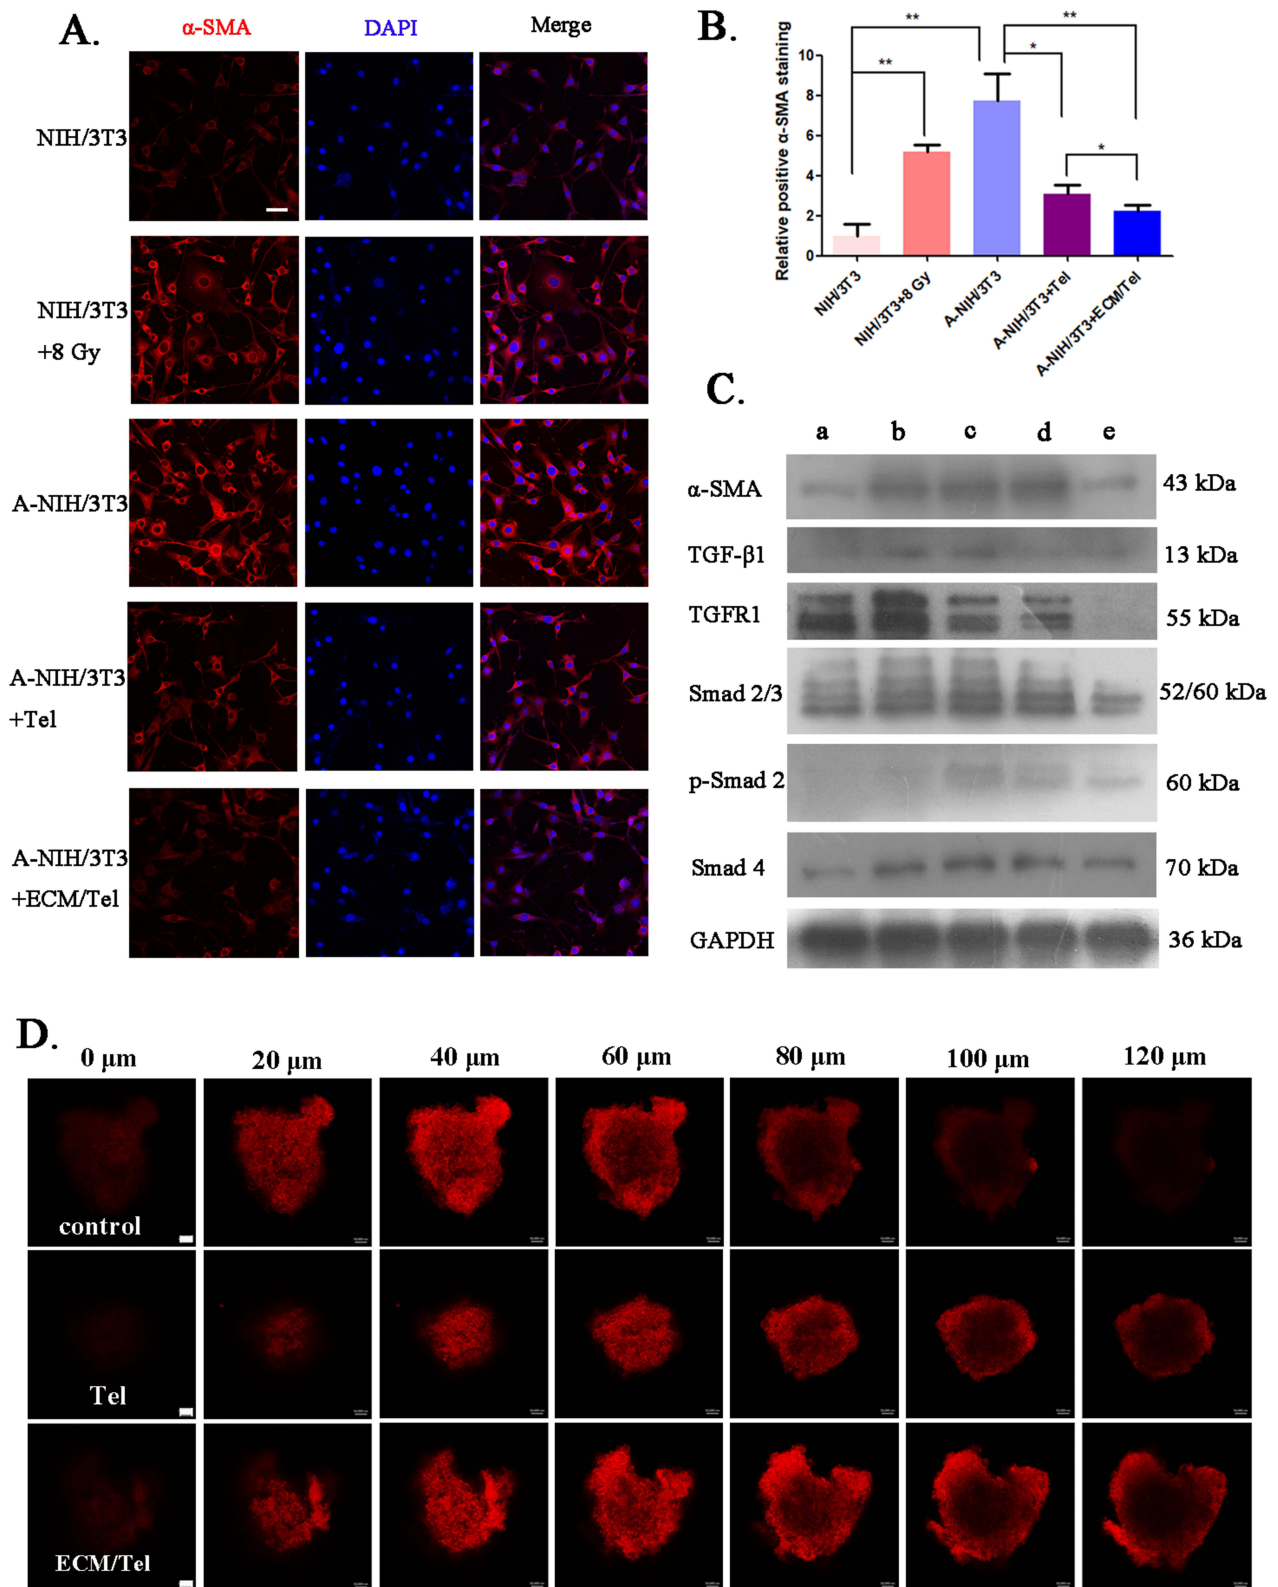 A.
α-SMA DAPI Merge
NIH/3T3
NIH/3T3
+8 Gy
A-NIH/3T3
A-NIH/3T3
+Tel
A-NIH/3T3
+ECM/Tel
B.
Relative positive α-SMA staining
10
8
6
4
2
0
**
**
*
**
*
NIH/3T3
NIH/3T3+8 Gy
A-NIH/3T3
A-NIH/3T3+Tel
A-NIH/3T3+ECM/Tel
C.
a b c d e
α-SMA 43 kDa
TGF-β1 13 kDa
TGFR1 55 kDa
Smad 2/3 52/60 kDa
p-Smad 2 60 kDa
Smad 4 70 kDa
GAPDH 36 kDa
D.
0 μm 20 μm 40 μm 60 μm 80 μm 100 μm 120 μm
control
Tel
ECM/Tel